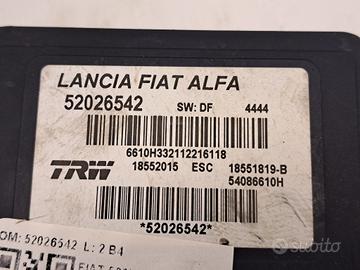 LANCIA FIAT ALFA
52026542 SW: DF 4444
6610H332112216118
TRW 18552015 ESC 18551819-B
54086610H
*52026542*
OM: 52026542 L: 2 B4
FIAT
subito